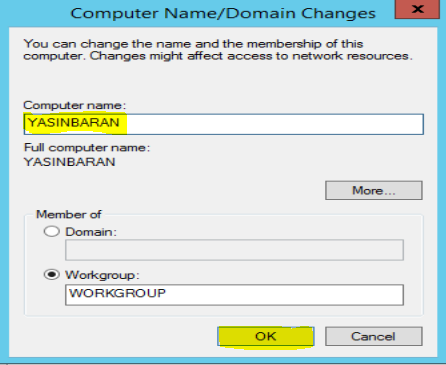 Computer Name/Domain Changes
You can change the name and the membership of this
computer. Changes might affect access to network resources.
Computer name:
YASINBARAN
Full computer name:
YASINBARAN
More...
Member of
Domain:
Workgroup:
WORKGROUP
OK
Cancel